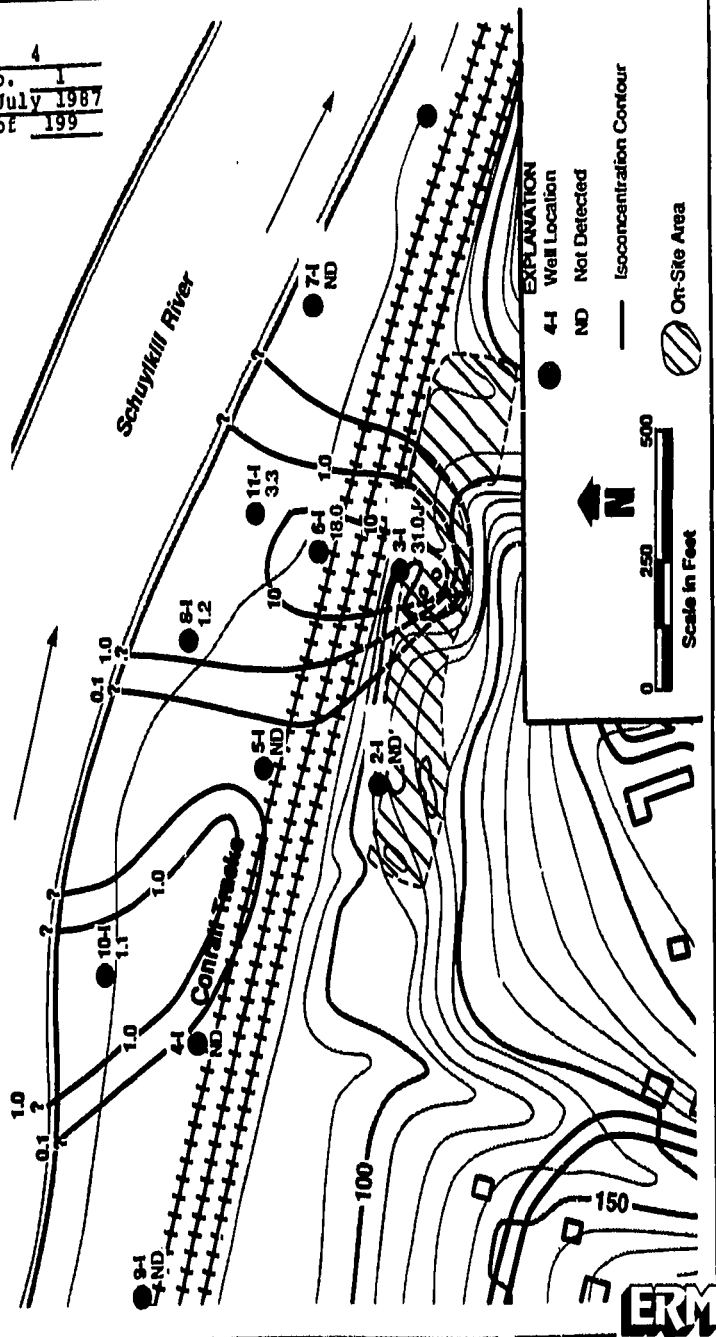 4
o. 1
July 1987
of 199
Schuylkill River
7-I
ND
11-I
3.3
1.0
6-I
18.0
10
10
3-I
31.0J
8-I
1.2
0.1 1.0
?
?
?
?
5-I
ND
2-I
ND
Conrail Tracks
?
?
1.0
10-I
1.1
1.0
4-I
ND
1.0
?
0.1
?
9-I
ND
100
150
EXPLANATION
4-I Well Location
ND Not Detected
Isoconcentration Contour
On-Site Area
N
0 250 500
Scale in Feet
ERM